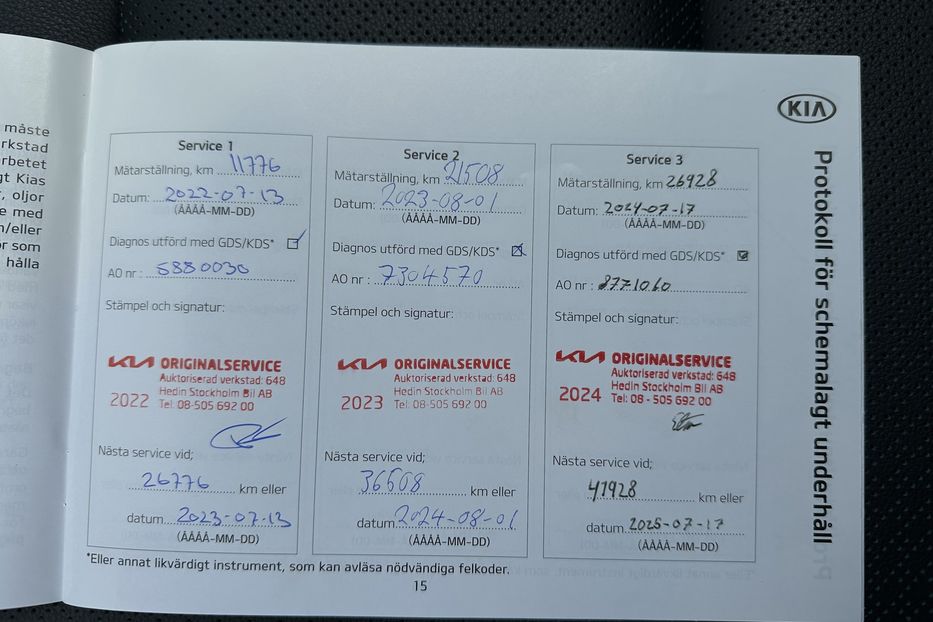 måste
rkstad
rbetet
gt Kias
, oljor
e med
n/eller
or som
hålla
KIA
Protokoll för schemalagt underhåll
Service 1
Mätarställning, km 11776
Datum: 2022-07-13
(ÅÅÅÅ-MM-DD)
Diagnos utförd med GDS/KDS*
AO nr : 5880030
Stämpel och signatur:
KIA ORIGINALSERVICE
Auktoriserad verkstad: 648
Hedin Stockholm Bil AB
2022 Tel: 08-505 692 00
Nästa service vid;
26776 km eller
datum 2023-07-13
(ÅÅÅÅ-MM-DD)
Service 2
Mätarställning, km 21508
Datum: 2023-08-01
(ÅÅÅÅ-MM-DD)
Diagnos utförd med GDS/KDS*
AO nr : 7304570
Stämpel och signatur:
KIA ORIGINALSERVICE
Auktoriserad verkstad: 648
Hedin Stockholm Bil AB
2023 Tel: 08-505 692 00
Nästa service vid;
36508 km eller
datum 2024-08-01
(ÅÅÅÅ-MM-DD)
Service 3
Mätarställning, km 26928
Datum: 2024-07-17
(ÅÅÅÅ-MM-DD)
Diagnos utförd med GDS/KDS*
AO nr : 8771060
Stämpel och signatur:
KIA ORIGINALSERVICE
Auktoriserad verkstad: 648
Hedin Stockholm Bil AB
2024 Tel: 08 - 505 692 00
Nästa service vid;
41928 km eller
datum 2025-07-17
(ÅÅÅÅ-MM-DD)
*Eller annat likvärdigt instrument, som kan avläsa nödvändiga felkoder.
15